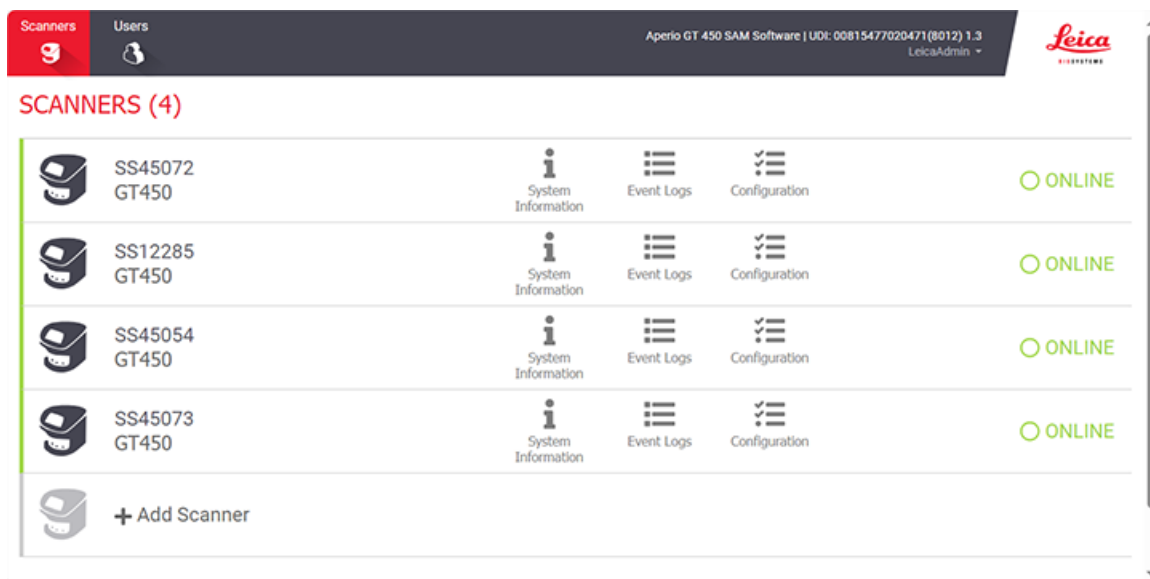 Scanners
Users
Aperio GT 450 SAM Software | UDI: 00815477020471(8012) 1.3
LeicaAdmin
Leica
BIOSYSTEMS
SCANNERS (4)
SS45072
GT450
System
Information
Event Logs
Configuration
ONLINE
SS12285
GT450
System
Information
Event Logs
Configuration
ONLINE
SS45054
GT450
System
Information
Event Logs
Configuration
ONLINE
SS45073
GT450
System
Information
Event Logs
Configuration
ONLINE
+ Add Scanner